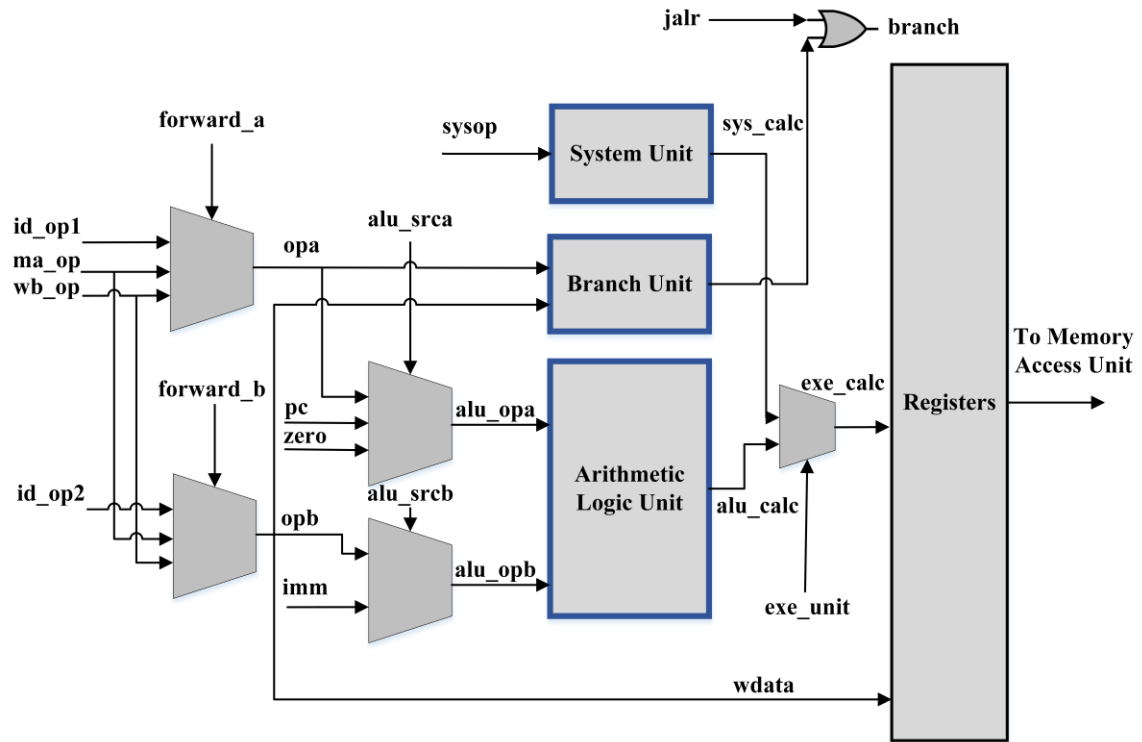 jalr
branch
forward_a
sysop
System Unit
sys_calc
id_op1
ma_op
wb_op
opa
alu_srca
Branch Unit
To Memory
Access Unit
forward_b
pc
zero
alu_opa
exe_calc
Registers
Arithmetic
Logic Unit
id_op2
opb
alu_srcb
alu_calc
imm
alu_opb
exe_unit
wdata